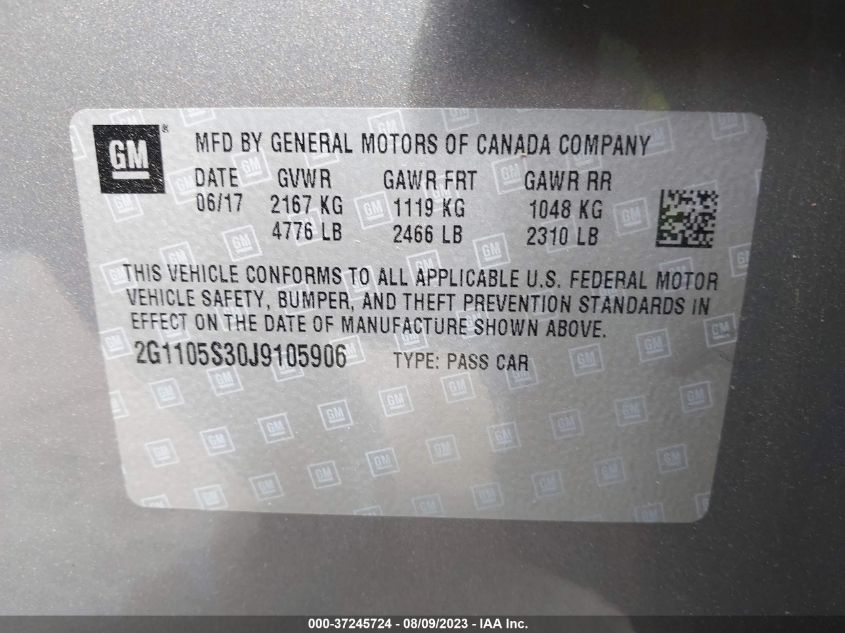 GM ® MFD BY GENERAL MOTORS OF CANADA COMPANY
DATE GVWR GAWR FRT GAWR RR
06/17 2167 KG 1119 KG 1048 KG
4776 LB 2466 LB 2310 LB
THIS VEHICLE CONFORMS TO ALL APPLICABLE U.S. FEDERAL MOTOR
VEHICLE SAFETY, BUMPER, AND THEFT PREVENTION STANDARDS IN
EFFECT ON THE DATE OF MANUFACTURE SHOWN ABOVE.
2G1105S30J9105906 TYPE: PASS CAR
000-37245724 - 08/09/2023 - IAA Inc.